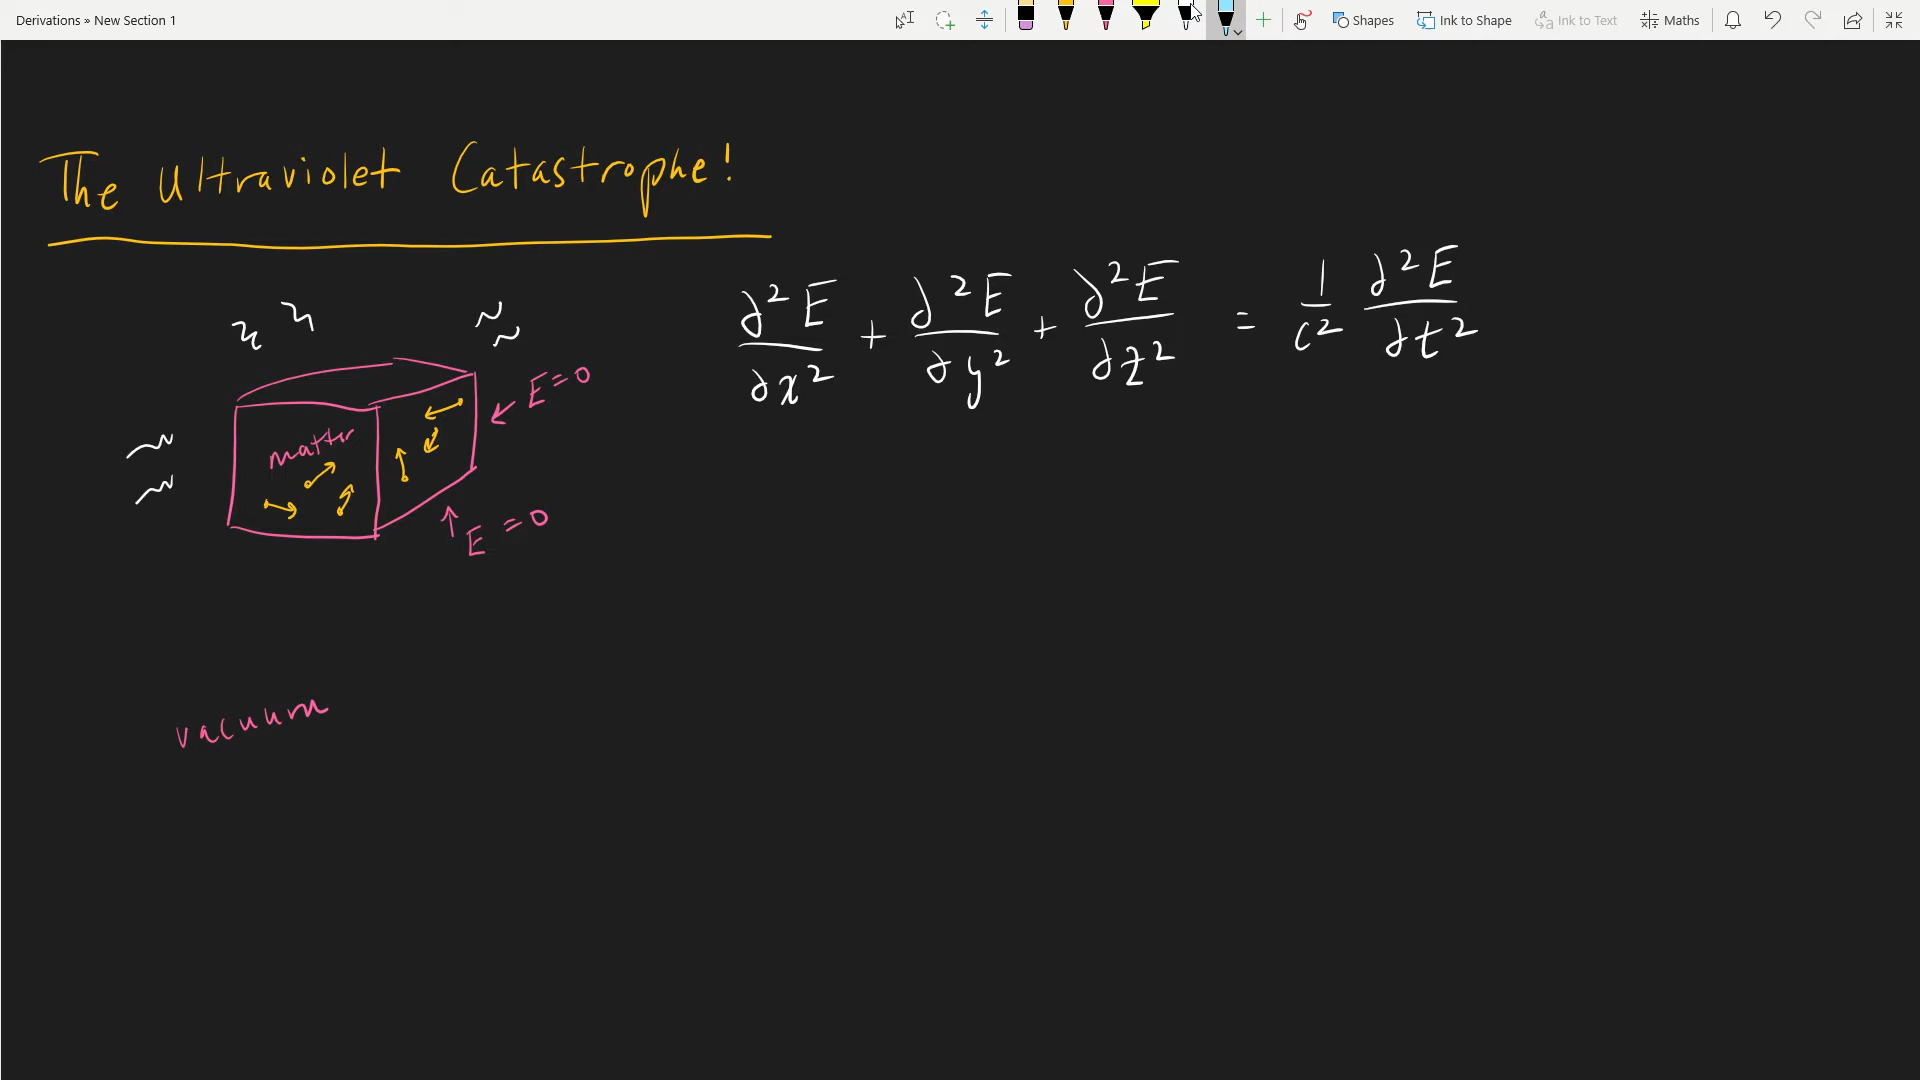 Derivations » New Section 1
Shapes
Ink to Shape
Ink to Text
Maths
The Ultraviolet Catastrophe!
∂²E/∂x² + ∂²E/∂y² + ∂²E/∂z² = 1/c² ∂²E/∂t²
E=0
matter
E=0
vacuum